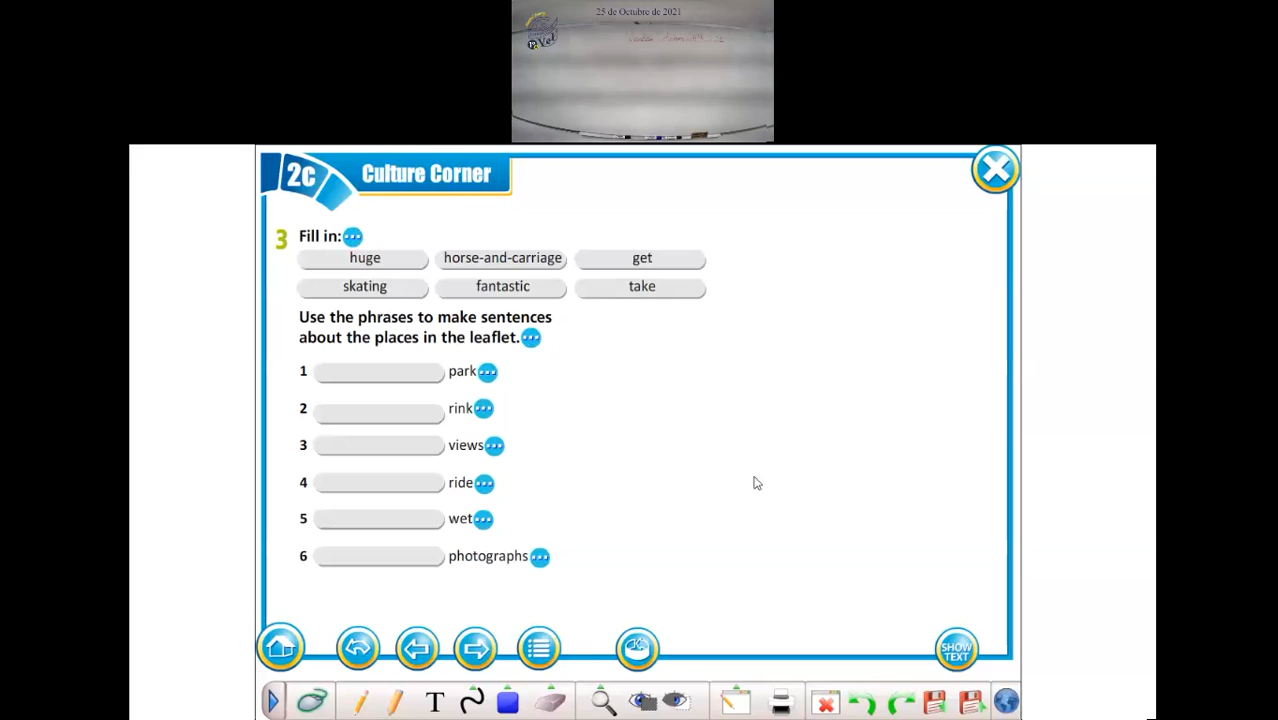 25 de Octubre de 2021
2c Culture Corner
3 Fill in:
huge horse-and-carriage get
skating fantastic take
Use the phrases to make sentences
about the places in the leaflet.
1 park
2 rink
3 views
4 ride
5 wet
6 photographs
SHOW
TEXT
T